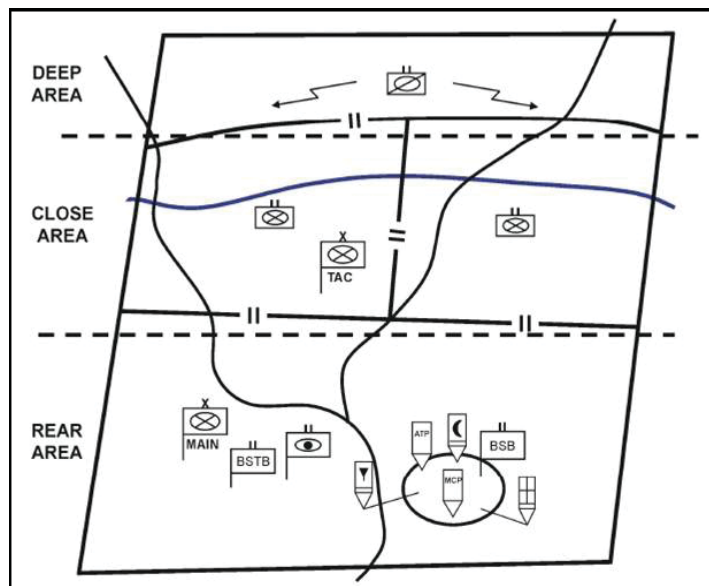 DEEP
AREA
CLOSE
AREA
X
TAC
REAR
AREA
X
MAIN
BSTB
ATP
BSB
MCP